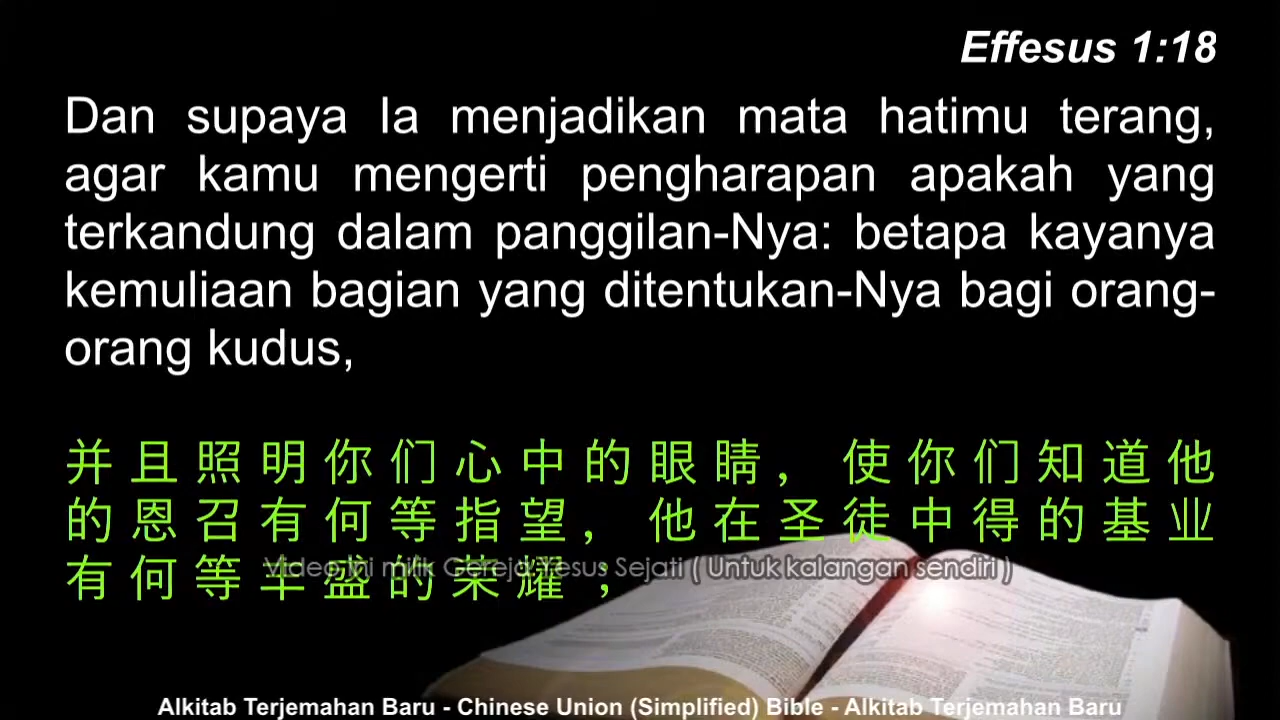 Effesus 1:18
Dan supaya Ia menjadikan mata hatimu terang,
agar kamu mengerti pengharapan apakah yang
terkandung dalam panggilan-Nya: betapa kayanya
kemuliaan bagian yang ditentukan-Nya bagi orang-
orang kudus,
并且照明你们心中的眼睛，使你们知道他
的恩召有何等指望，他在圣徒中得的基业
有何等丰盛的荣耀；
Video ini milik Gereja Yesus Sejati ( Untuk kalangan sendiri )
Alkitab Terjemahan Baru - Chinese Union (Simplified) Bible - Alkitab Terjemahan Baru